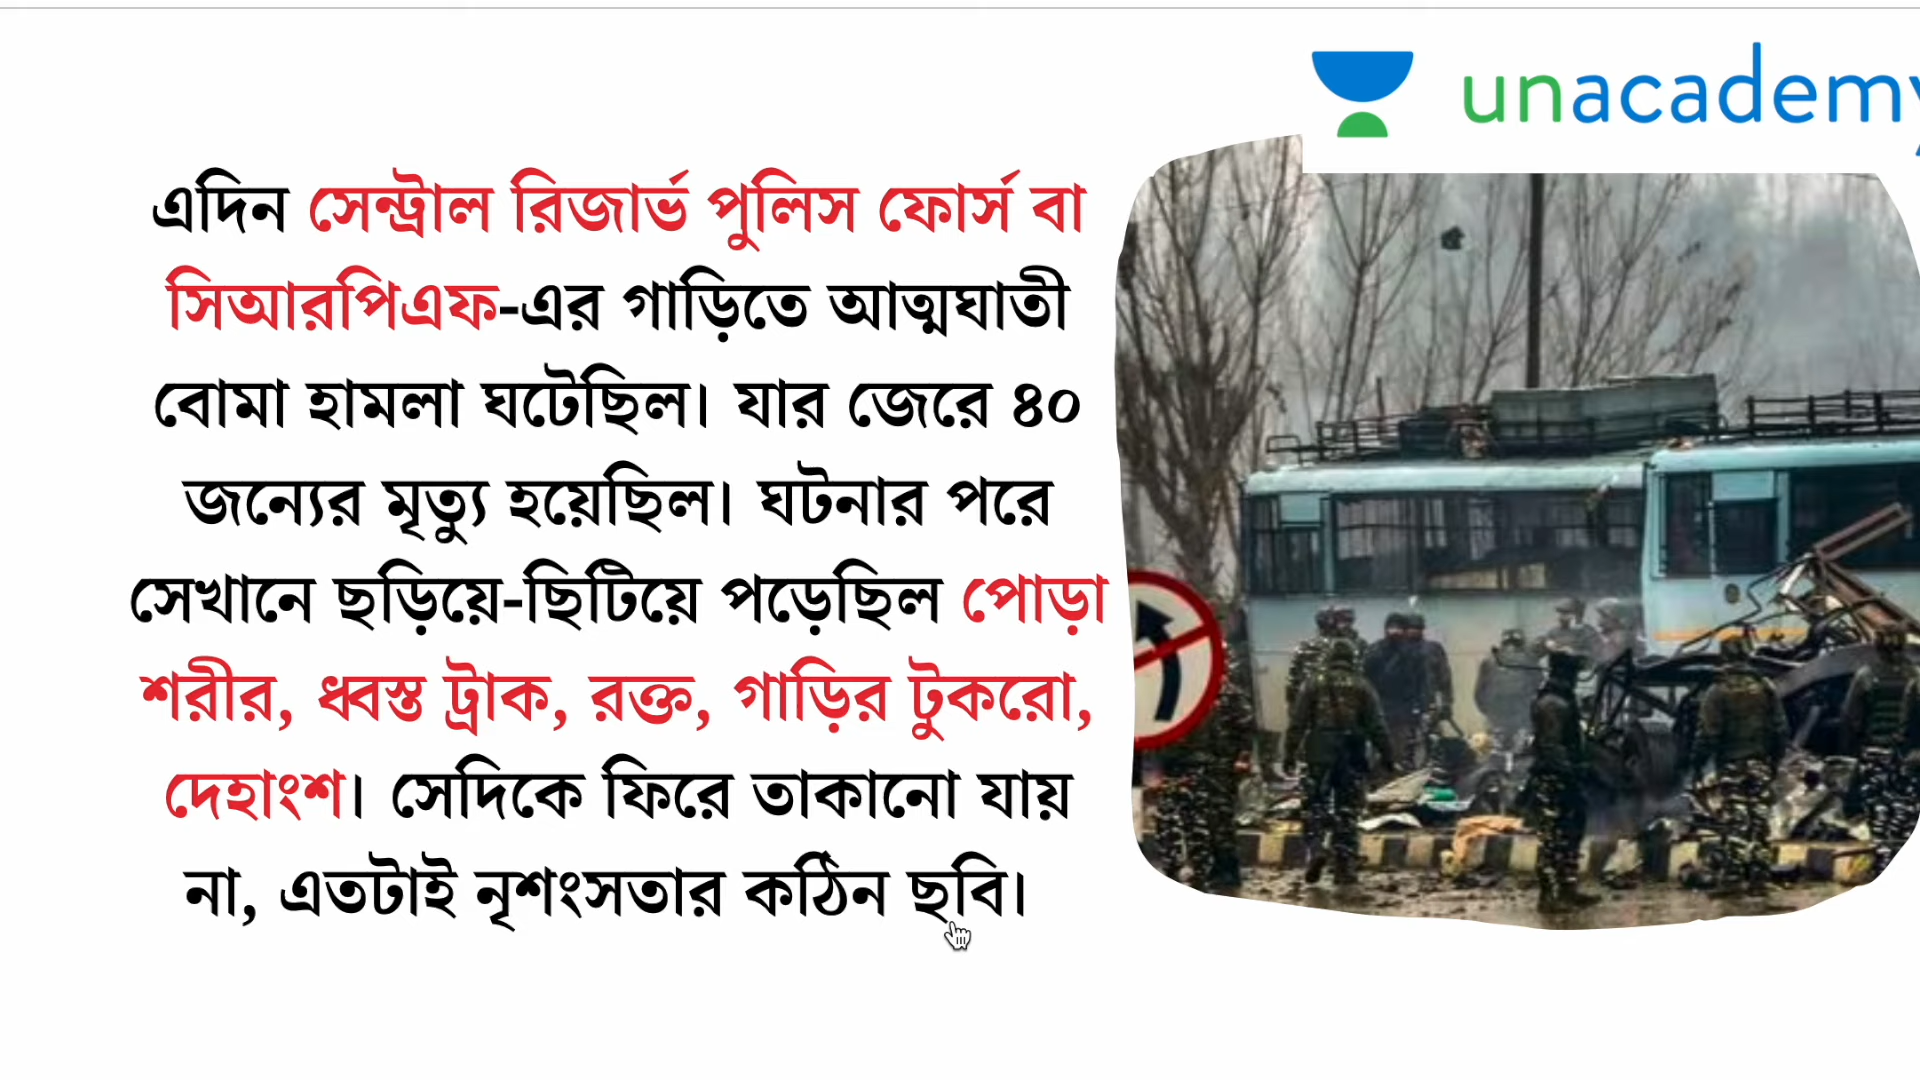 unacademy
এদিন সেন্ট্রাল রিজার্ভ পুলিস ফোর্স বা
সিআরপিএফ-এর গাড়িতে আত্মঘাতী
বোমা হামলা ঘটেছিল। যার জেরে ৪০
জন্যের মৃত্যু হয়েছিল। ঘটনার পরে
সেখানে ছড়িয়ে-ছিটিয়ে পড়েছিল পোড়া
শরীর, ধ্বস্ত ট্রাক, রক্ত, গাড়ির টুকরো,
দেহাংশ। সেদিকে ফিরে তাকানো যায়
না, এতটাই নৃশংসতার কঠিন ছবি।